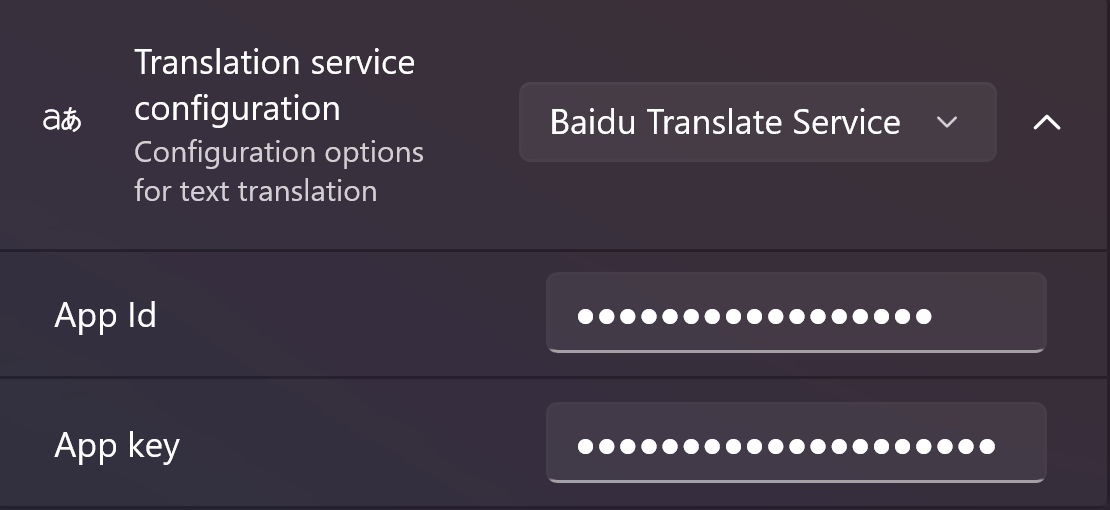 aあ
Translation service
configuration
Configuration options
for text translation
Baidu Translate Service
App Id
●●●●●●●●●●●●●●●●●
App key
●●●●●●●●●●●●●●●●●●●●